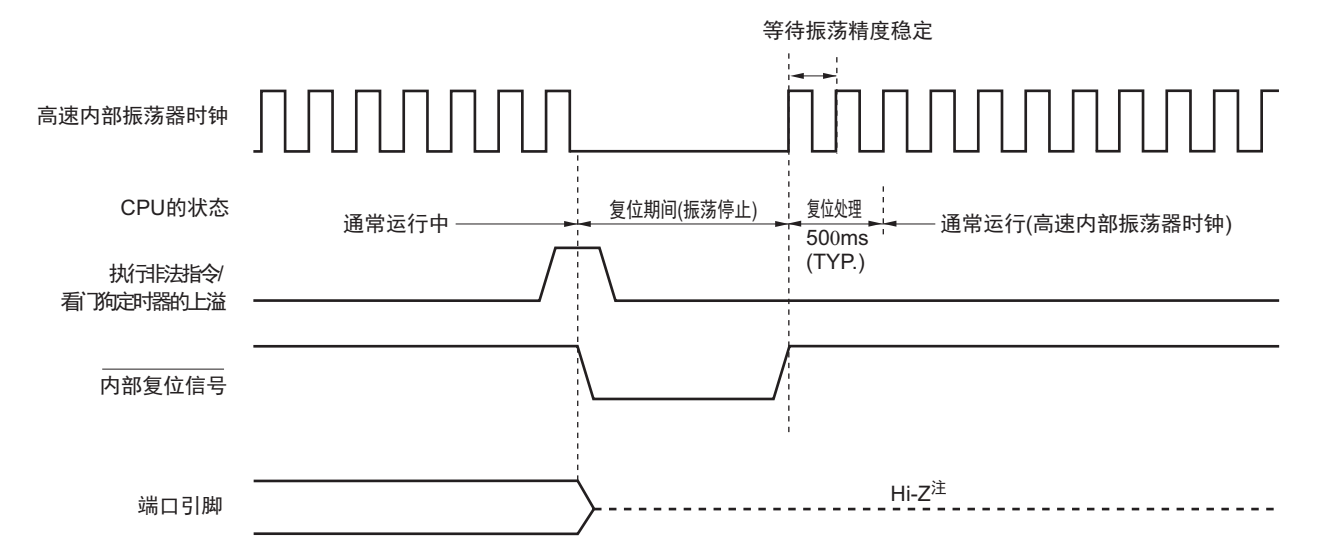 等待振荡精度稳定
高速内部振荡器时钟
CPU的状态
通常运行中
复位期间(振荡停止)
复位处理
500ms
(TYP.)
通常运行(高速内部振荡器时钟)
执行非法指令/
看门狗定时器的上溢
内部复位信号
端口引脚
Hi-Z注